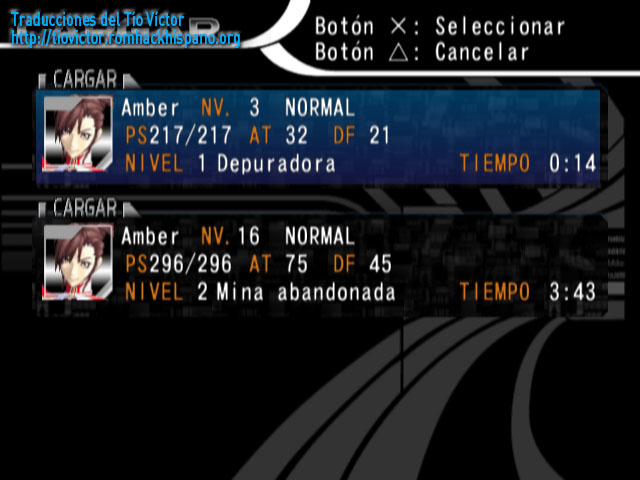 Traducciones del Tio Victor
http://tiovictor.romhackhispano.org
Botón ✕: Seleccionar
Botón △: Cancelar
CARGAR
Amber NV. 3 NORMAL
PS217/217 AT 32 DF 21
NIVEL 1 Depuradora TIEMPO 0:14
CARGAR
Amber NV. 16 NORMAL
PS296/296 AT 75 DF 45
NIVEL 2 Mina abandonada TIEMPO 3:43